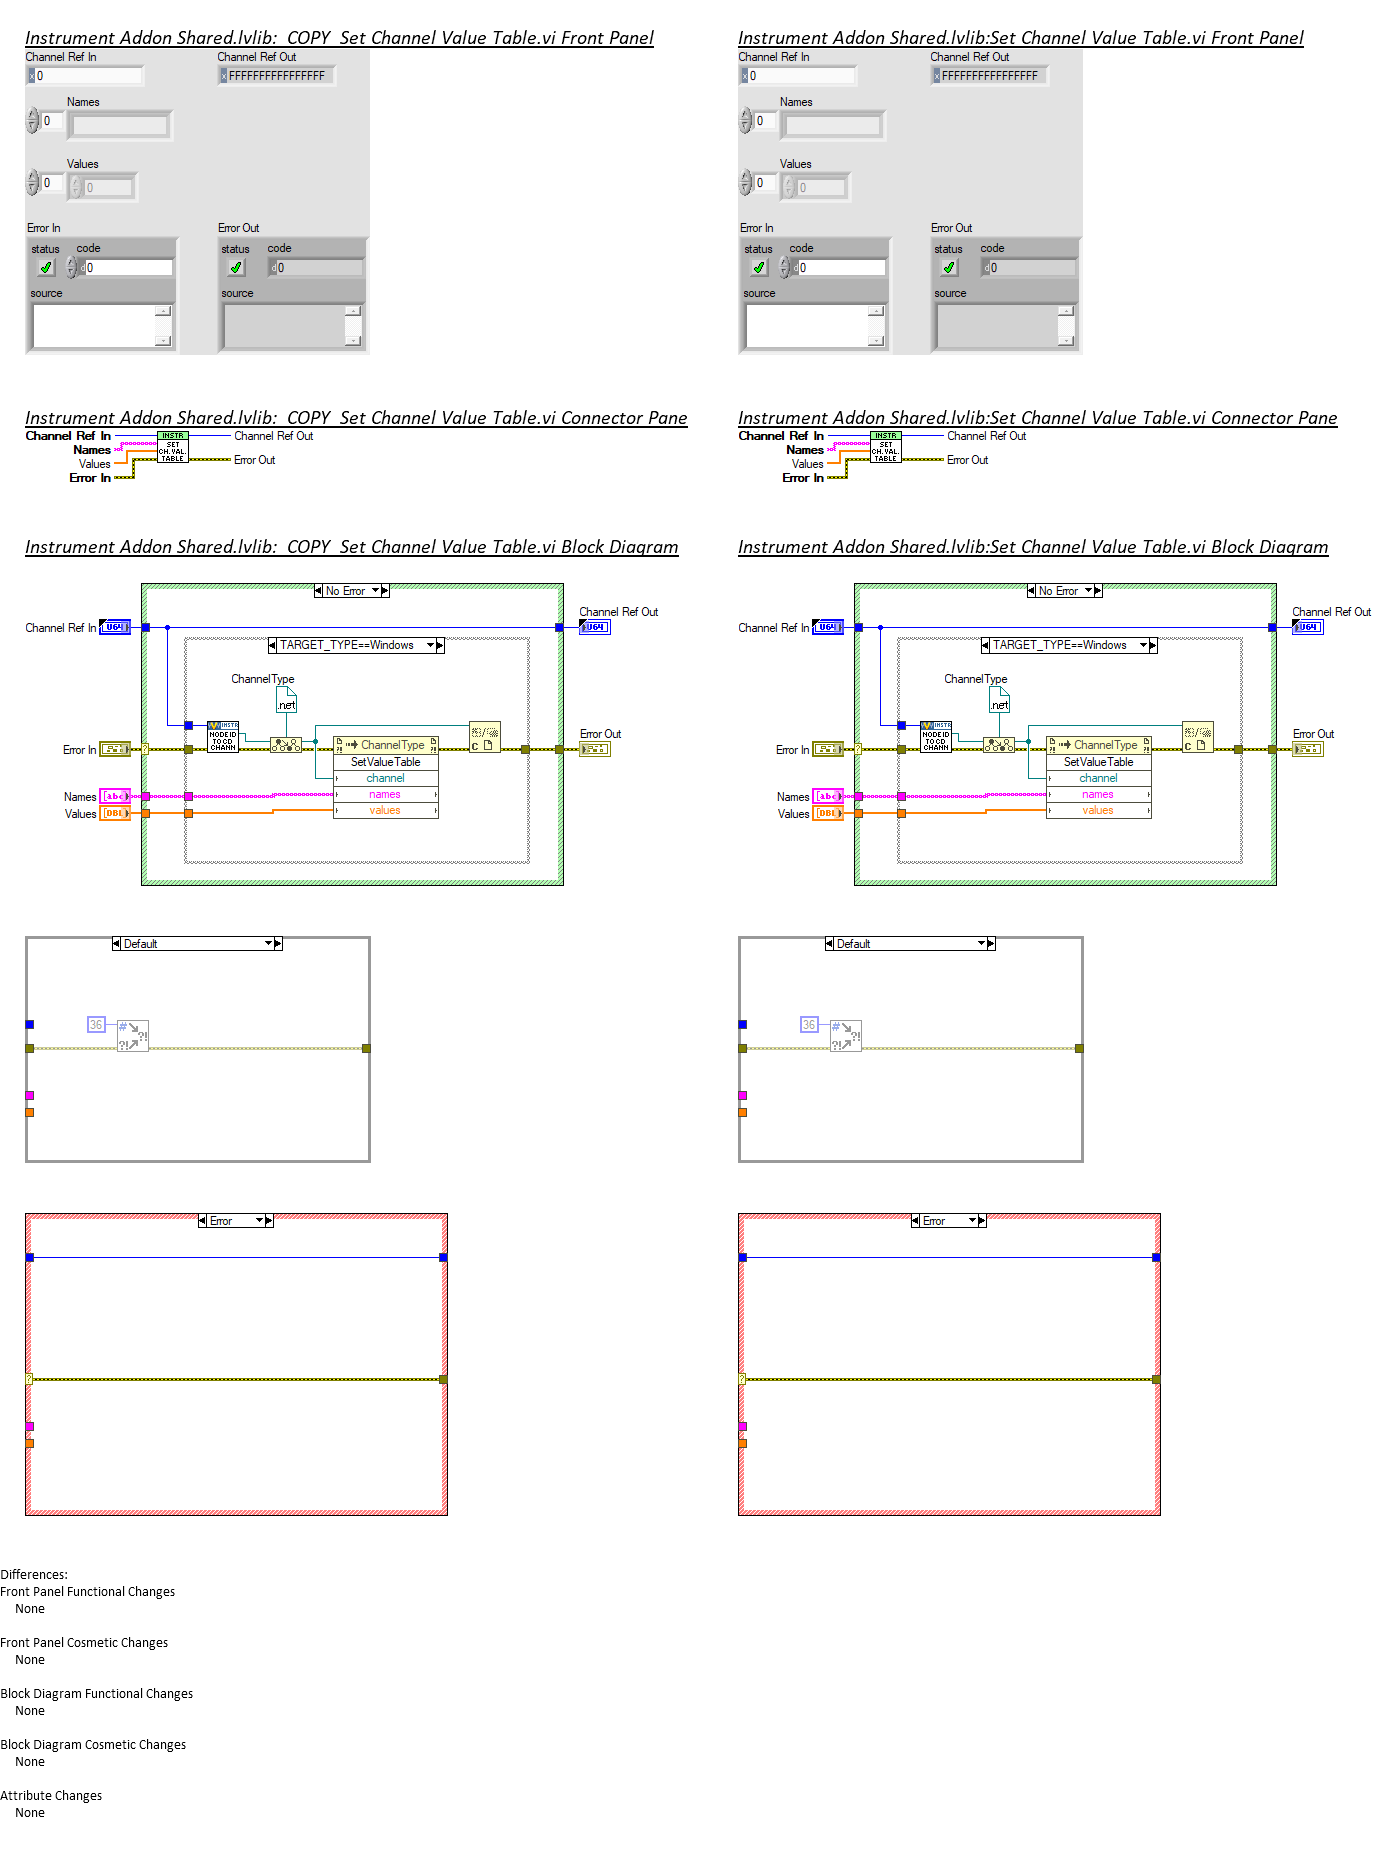 Instrument Addon Shared.lvlib:  COPY  Set Channel Value Table.vi Front Panel
Channel Ref In
x 0
Channel Ref Out
x FFFFFFFFFFFFFFFF
Names
0
Values
0
0
Error In
status code
d 0
source
Error Out
status code
d 0
source
Instrument Addon Shared.lvlib:Set Channel Value Table.vi Front Panel
Channel Ref In
x 0
Channel Ref Out
x FFFFFFFFFFFFFFFF
Names
0
Values
0
0
Error In
status code
d 0
source
Error Out
status code
d 0
source
Instrument Addon Shared.lvlib:  COPY  Set Channel Value Table.vi Connector Pane
Channel Ref In
Names
Values
Error In
INSTR
SET
CH. VAL.
TABLE
Channel Ref Out
Error Out
Instrument Addon Shared.lvlib:Set Channel Value Table.vi Connector Pane
Channel Ref In
Names
Values
Error In
INSTR
SET
CH. VAL.
TABLE
Channel Ref Out
Error Out
Instrument Addon Shared.lvlib:  COPY  Set Channel Value Table.vi Block Diagram
No Error
Channel Ref In
U64
Channel Ref Out
U64
TARGET_TYPE==Windows
ChannelType
.net
INSTR
NODE ID
TO CD
CHANN
ChannelType
SetValueTable
channel
names
values
C
Error In
?
Error Out
Names
abc
Values
DBL
Default
36
#
?!
?!
Error
?
Instrument Addon Shared.lvlib:Set Channel Value Table.vi Block Diagram
No Error
Channel Ref In
U64
Channel Ref Out
U64
TARGET_TYPE==Windows
ChannelType
.net
INSTR
NODE ID
TO CD
CHANN
ChannelType
SetValueTable
channel
names
values
C
Error In
?
Error Out
Names
abc
Values
DBL
Default
36
#
?!
?!
Error
?
Differences:
Front Panel Functional Changes
None
Front Panel Cosmetic Changes
None
Block Diagram Functional Changes
None
Block Diagram Cosmetic Changes
None
Attribute Changes
None